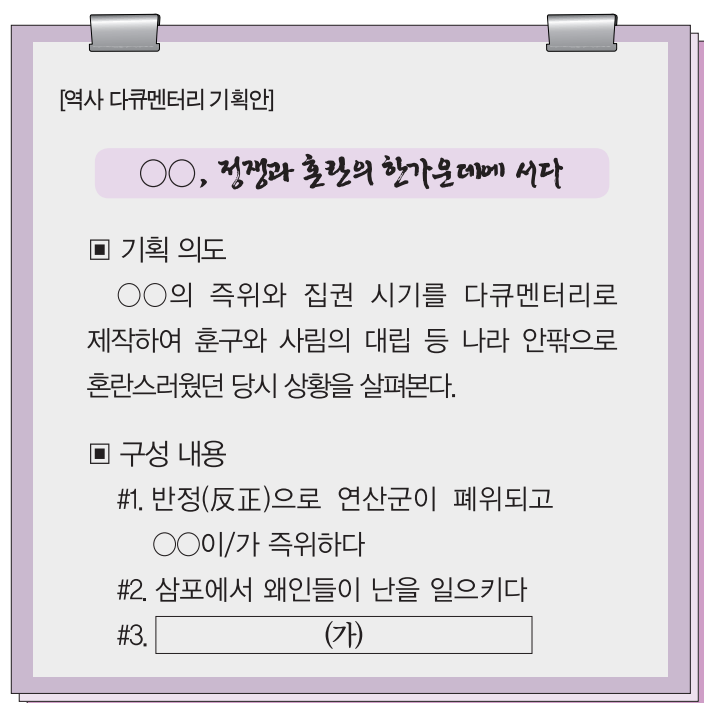 [역사 다큐멘터리 기획안]
○○, 정쟁과 혼란의 한가운데에 서다
▣ 기획 의도
○○의 즉위와 집권 시기를 다큐멘터리로
제작하여 훈구와 사림의 대립 등 나라 안팎으로
혼란스러웠던 당시 상황을 살펴본다.
▣ 구성 내용
#1. 반정(反正)으로 연산군이 폐위되고
○○이/가 즉위하다
#2. 삼포에서 왜인들이 난을 일으키다
#3. (가)